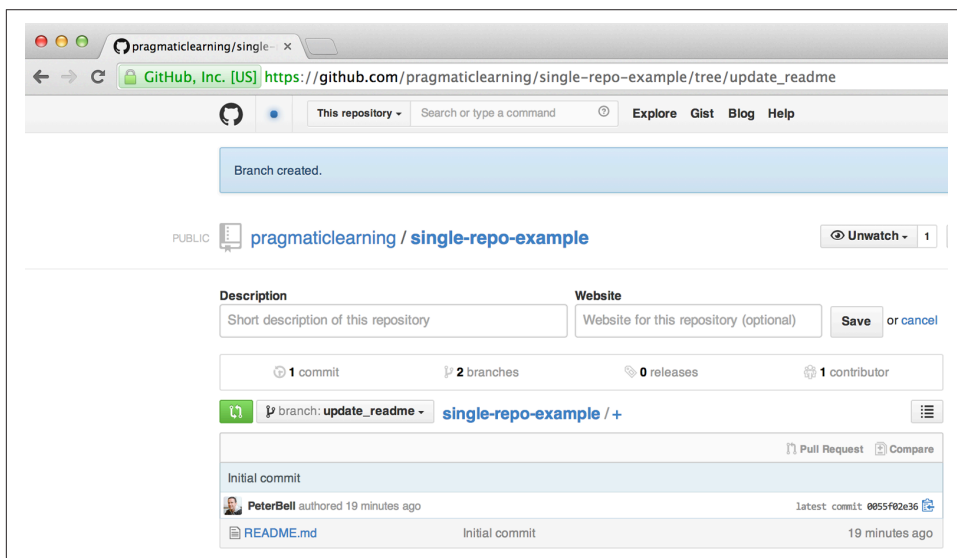 pragmaticlearning/single-
GitHub, Inc. [US] https://github.com/pragmaticlearning/single-repo-example/tree/update_readme
This repository Search or type a command Explore Gist Blog Help
Branch created.
PUBLIC pragmaticlearning / single-repo-example Unwatch 1
Description Website
Short description of this repository Website for this repository (optional) Save or cancel
1 commit 2 branches 0 releases 1 contributor
branch: update_readme single-repo-example / +
Pull Request Compare
Initial commit
PeterBell authored 19 minutes ago latest commit 0055f02e36
README.md Initial commit 19 minutes ago